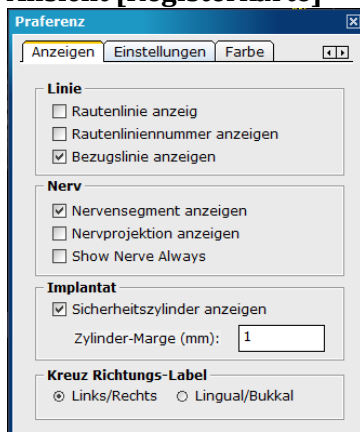 Präferenz
Anzeigen Einstellungen Farbe
Linie
Rautenlinie anzeig
Rautenliniennummer anzeigen
Bezugslinie anzeigen
Nerv
Nervensegment anzeigen
Nervprojektion anzeigen
Show Nerve Always
Implantat
Sicherheitszylinder anzeigen
Zylinder-Marge (mm): 1
Kreuz Richtungs-Label
Links/Rechts Lingual/Bukkal